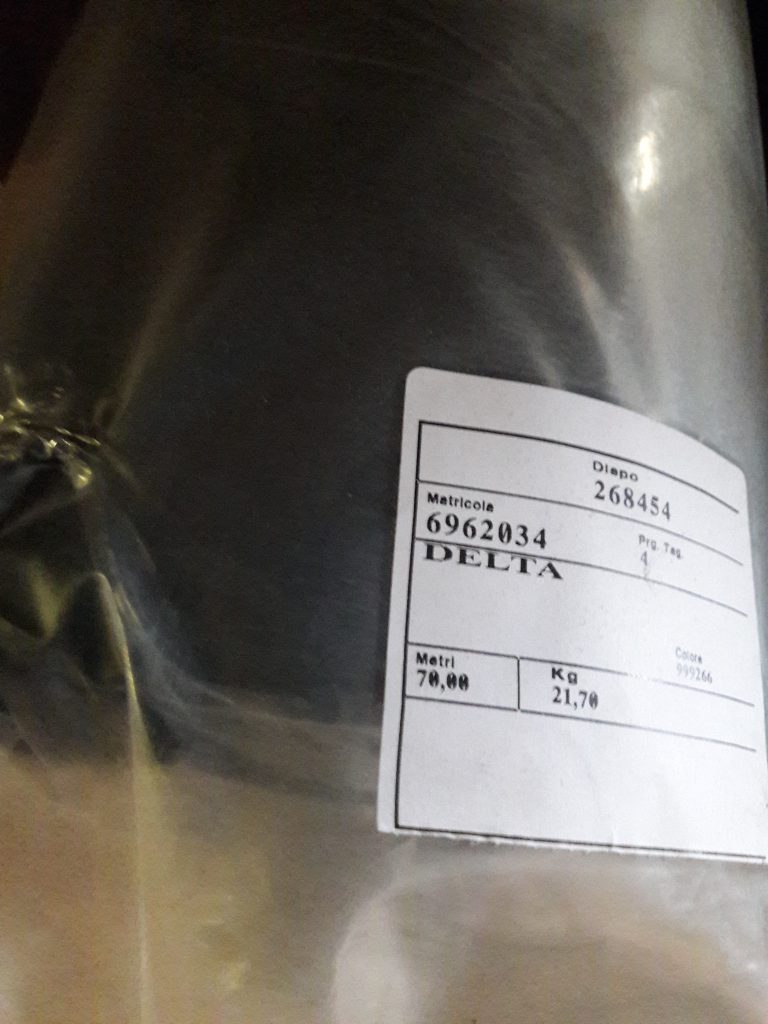 Dispo
268454
Matricola
6962034
Prg. Tag.
4
DELTA
Colore
999266
Metri
70,00
Kg
21,70